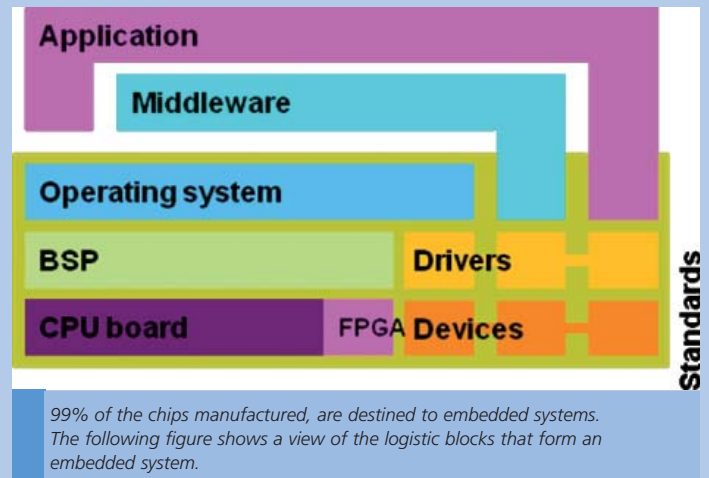 Application
Middleware
Operating system
BSP
Drivers
CPU board
FPGA
Devices
Standards
99% of the chips manufactured, are destined to embedded systems.
The following figure shows a view of the logistic blocks that form an
embedded system.